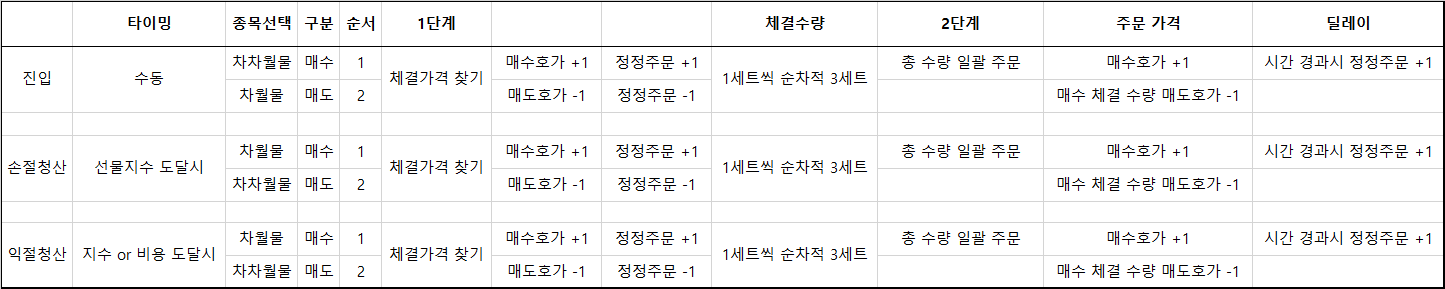 타이밍 종목선택 구분 순서 1단계 체결수량 2단계 주문 가격 딜레이
진입 수동 차차월물 매수 1 체결가격 찾기 매수호가 +1 정정주문 +1 1세트씩 순차적 3세트 총 수량 일괄 주문 매수호가 +1 시간 경과시 정정주문 +1
차월물 매도 2 매도호가 -1 정정주문 -1 매수 체결 수량 매도호가 -1
손절청산 선물지수 도달시 차월물 매수 1 체결가격 찾기 매수호가 +1 정정주문 +1 1세트씩 순차적 3세트 총 수량 일괄 주문 매수호가 +1 시간 경과시 정정주문 +1
차차월물 매도 2 매도호가 -1 정정주문 -1 매수 체결 수량 매도호가 -1
익절청산 지수 or 비용 도달시 차월물 매수 1 체결가격 찾기 매수호가 +1 정정주문 +1 1세트씩 순차적 3세트 총 수량 일괄 주문 매수호가 +1 시간 경과시 정정주문 +1
차차월물 매도 2 매도호가 -1 정정주문 -1 매수 체결 수량 매도호가 -1